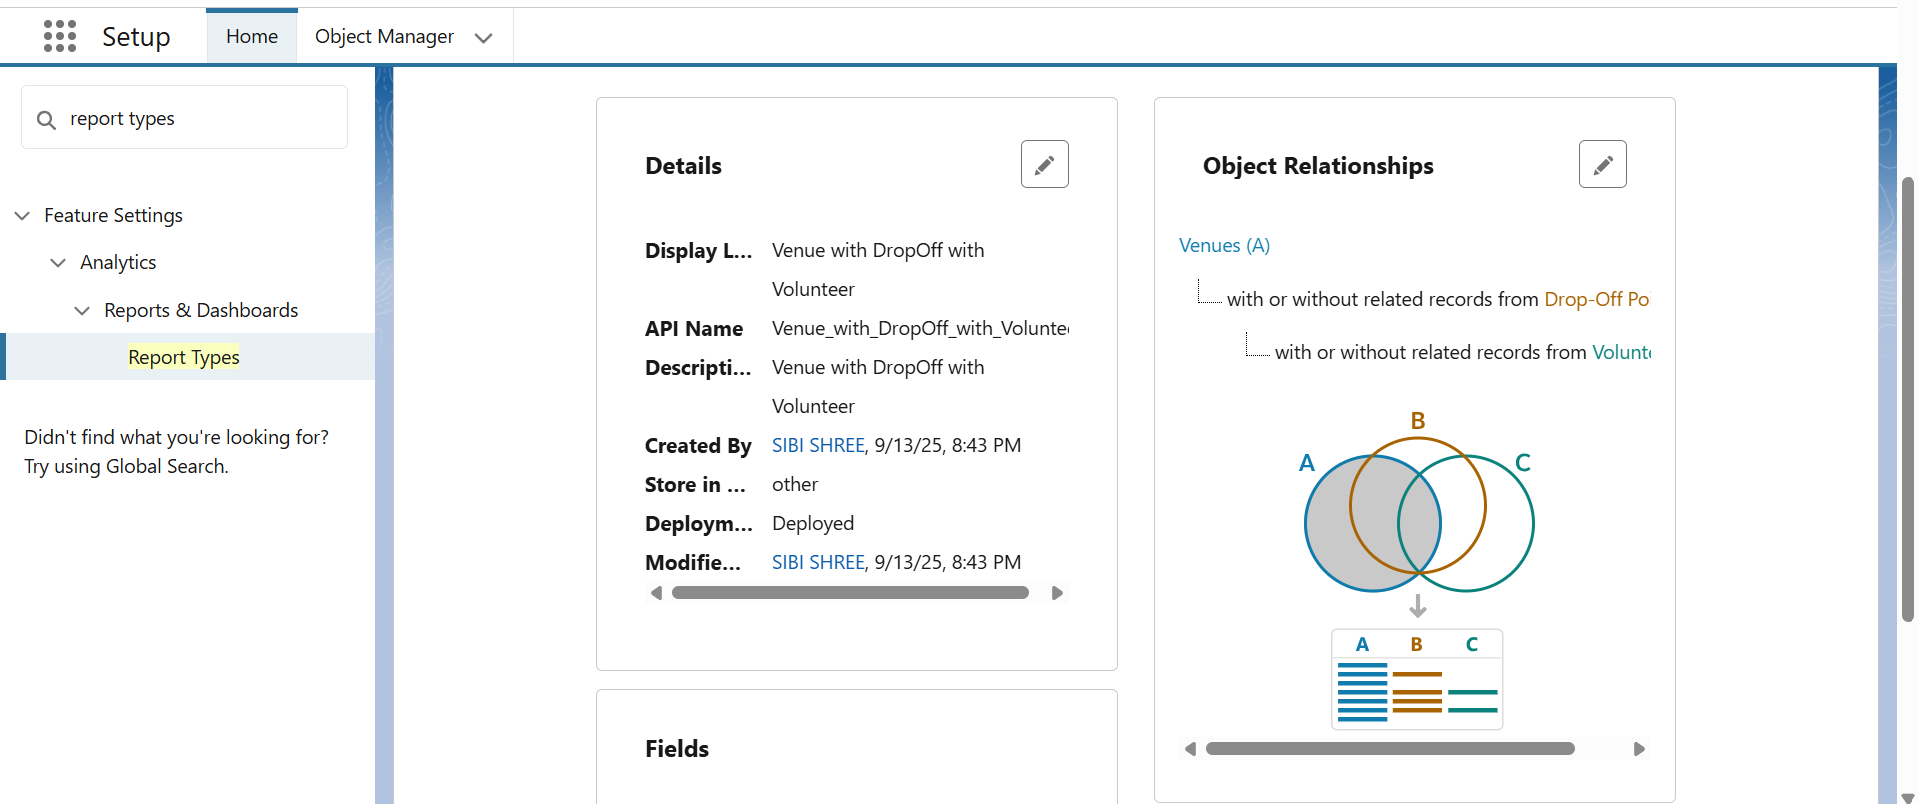 Setup
Home
Object Manager
report types
Feature Settings
Analytics
Reports & Dashboards
Report Types
Didn't find what you're looking for?
Try using Global Search.
Details
Display L... Venue with DropOff with
Volunteer
API Name Venue_with_DropOff_with_Volunte
Descripti... Venue with DropOff with
Volunteer
Created By SIBI SHREE, 9/13/25, 8:43 PM
Store in ... other
Deploym... Deployed
Modifie... SIBI SHREE, 9/13/25, 8:43 PM
Fields
Object Relationships
Venues (A)
with or without related records from Drop-Off Po
with or without related records from Volunt
B
A C
A B C